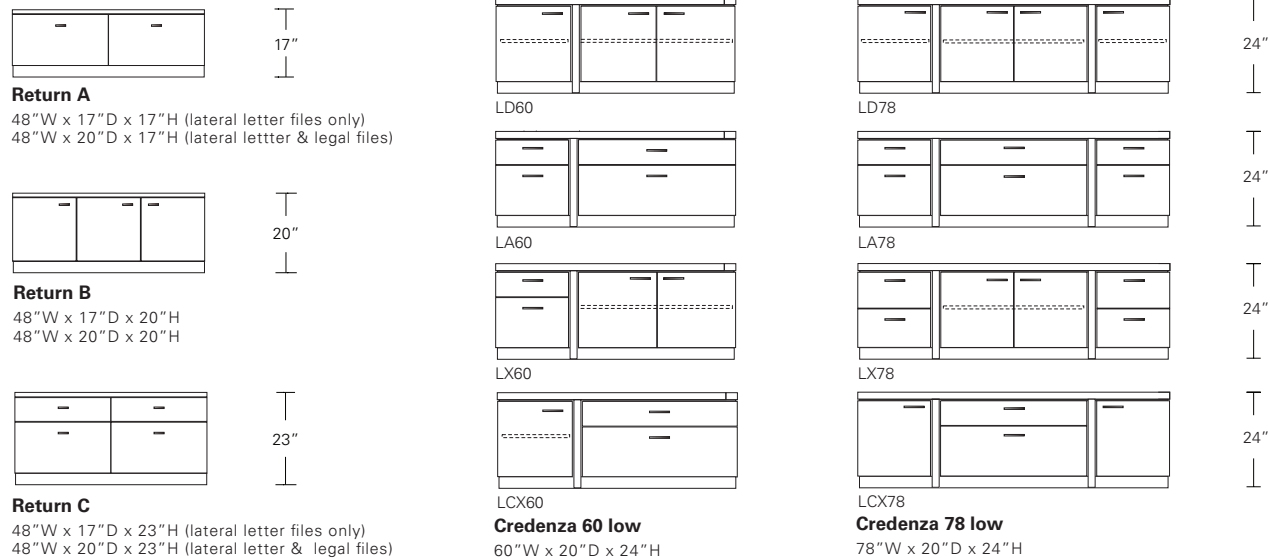 17”
Return A
48”W x 17”D x 17”H (lateral letter files only)
48”W x 20”D x 17”H (lateral lettter & legal files)
20”
Return B
48”W x 17”D x 20”H
48”W x 20”D x 20”H
23”
Return C
48”W x 17”D x 23”H (lateral letter files only)
48”W x 20”D x 23”H (lateral letter & legal files)
LD60
LA60
LX60
LCX60
Credenza 60 low
60”W x 20”D x 24”H
24”
LD78
24”
LA78
24”
LX78
24”
LCX78
Credenza 78 low
78”W x 20”D x 24”H